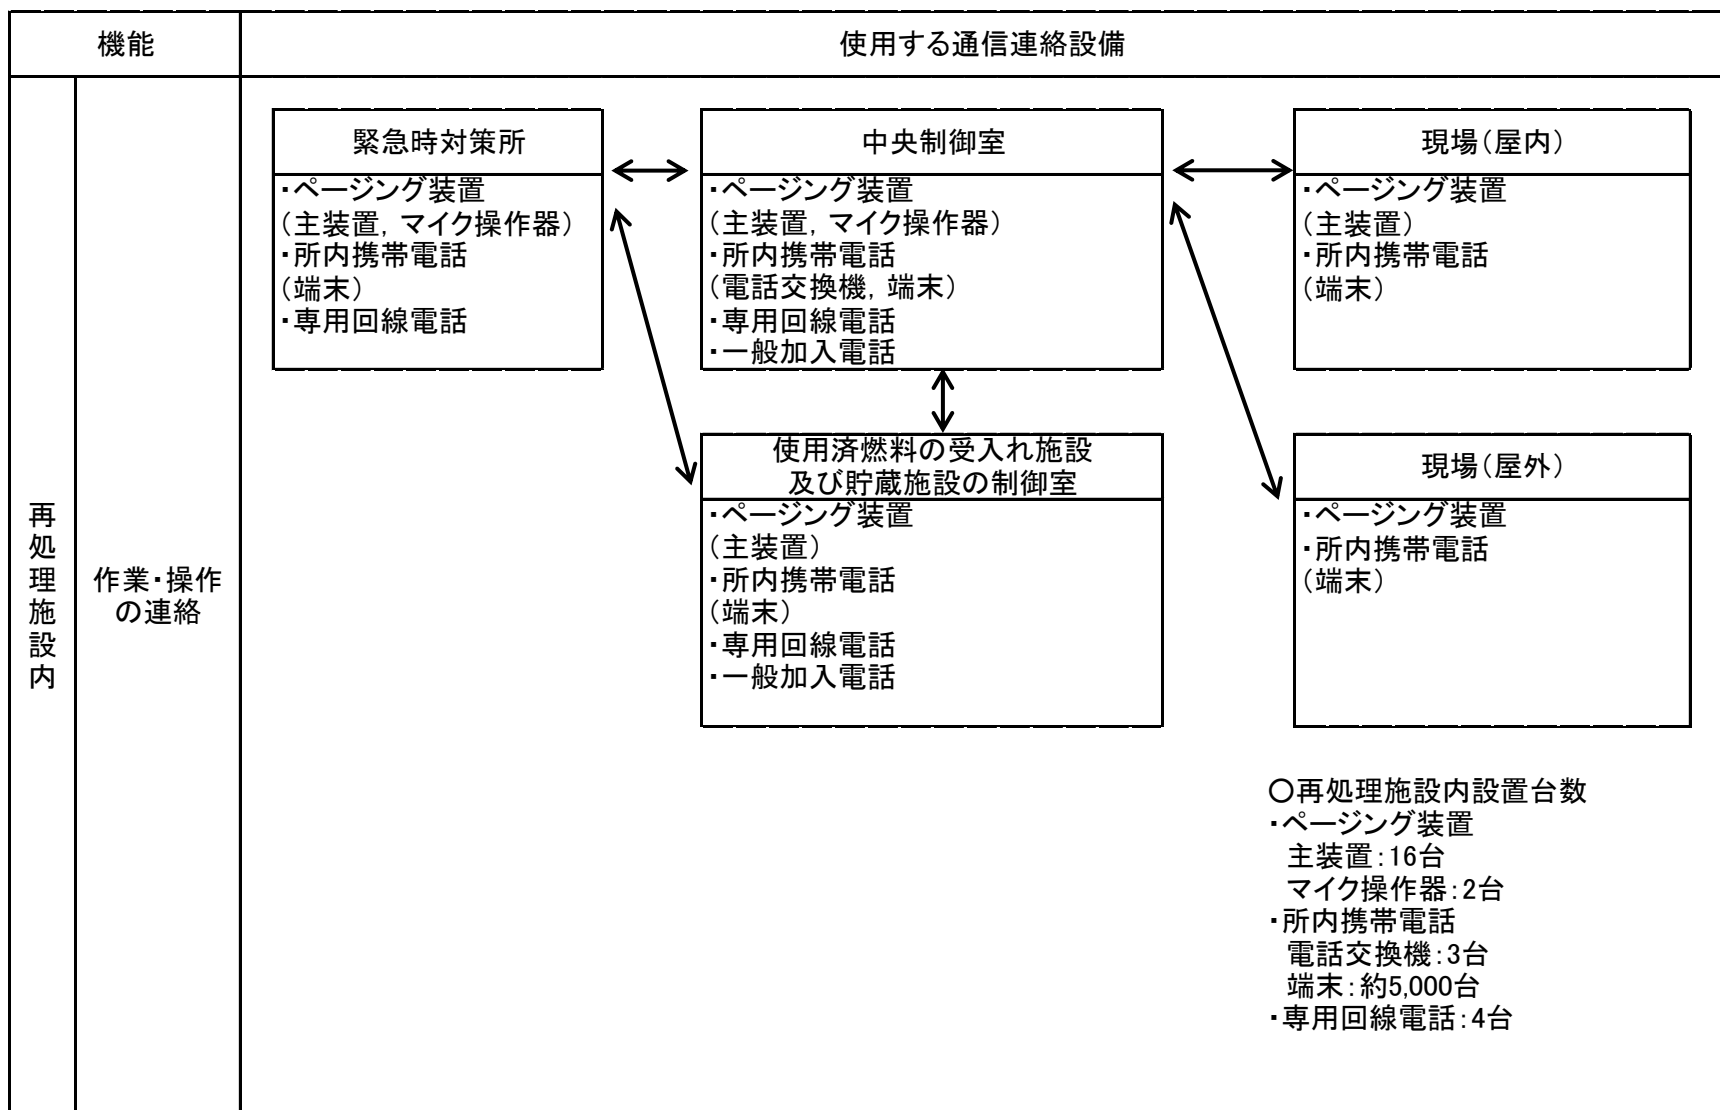 機能
使用する通信連絡設備
再処理施設内
作業・操作
の連絡
緊急時対策所
・ページング装置
(主装置, マイク操作器)
・所内携帯電話
(端末)
・専用回線電話
中央制御室
・ページング装置
(主装置, マイク操作器)
・所内携帯電話
(電話交換機, 端末)
・専用回線電話
・一般加入電話
現場(屋内)
・ページング装置
(主装置)
・所内携帯電話
(端末)
使用済燃料の受入れ施設
及び貯蔵施設の制御室
・ページング装置
(主装置)
・所内携帯電話
(端末)
・専用回線電話
・一般加入電話
現場(屋外)
・ページング装置
・所内携帯電話
(端末)
○再処理施設内設置台数
・ページング装置
主装置:16台
マイク操作器:2台
・所内携帯電話
電話交換機:3台
端末:約5,000台
・専用回線電話:4台